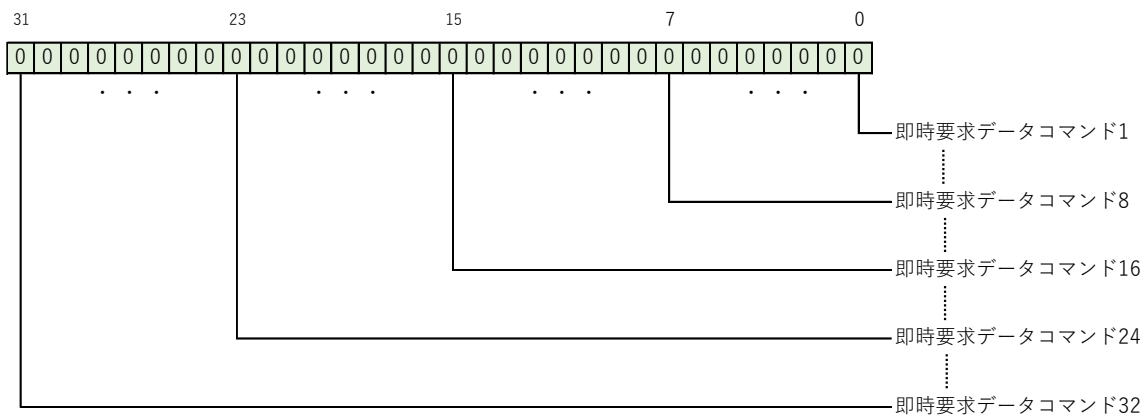 31 23 15 7 0
0 0 0 0 0 0 0 0 0 0 0 0 0 0 0 0 0 0 0 0 0 0 0 0 0 0 0 0 0 0 0 0
・・・ ・・・ ・・・ ・・・
即時要求データコマンド1
即時要求データコマンド8
即時要求データコマンド16
即時要求データコマンド24
即時要求データコマンド32